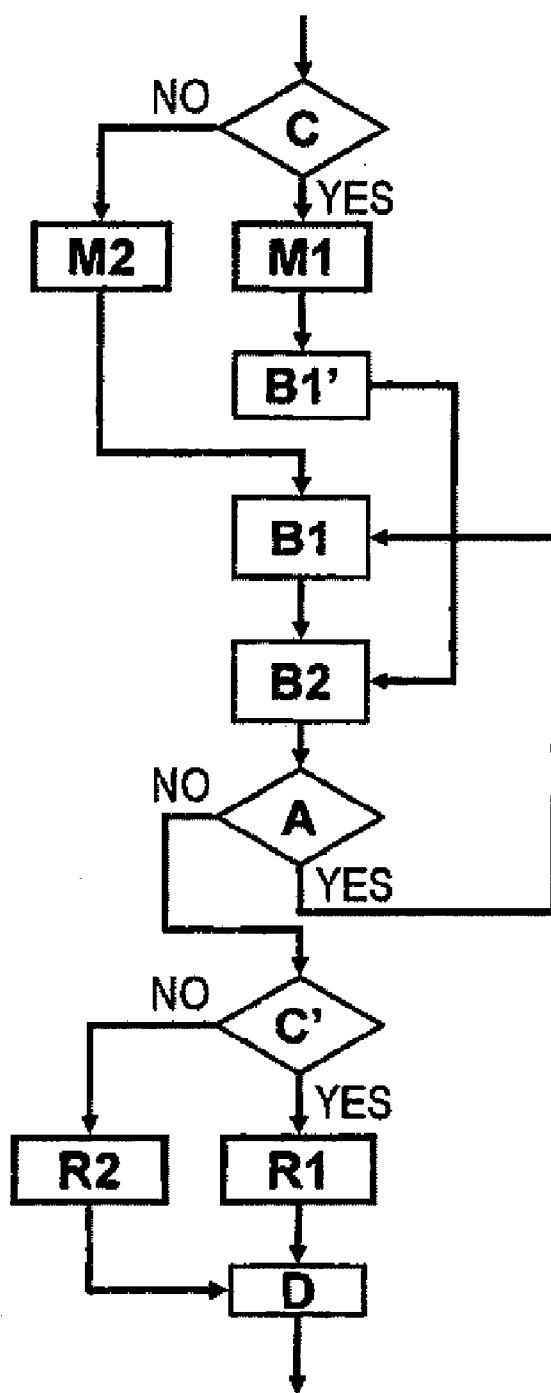 NO
C
YES
M2
M1
B1’
B1
B2
NO
A
YES
NO
C’
YES
R2
R1
D